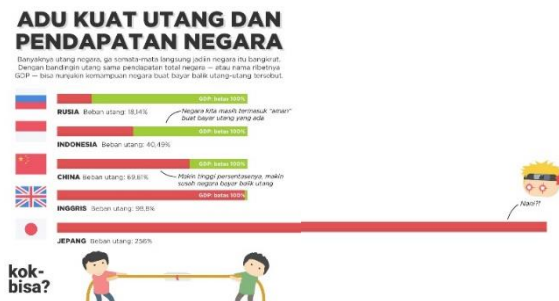 ADU KUAT UTANG DAN
PENDAPATAN NEGARA
Banyaknya utang negara, ga semata-mata langsung jadiin negara itu bangkrut.
Dengan bandingin utang sama pendapatan total negara — atau nama ribetnya
GDP — bisa nunjukin kemampuan negara buat bayar balik utang-utang tersebut.
GDP: batas 100%
RUSIA Beban utang: 18,14%
Negara kita masih termasuk "aman"
buat bayar utang yang ada
GDP: batas 100%
INDONESIA Beban utang: 40,49%
GDP: batas 100%
CHINA Beban utang: 69,61%
Makin tinggi persentasenya, makin
susah negara bayar balik utang
GDP: batas 100%
INGGRIS Beban utang: 98,8%
Nani?!
JEPANG Beban utang: 256%
kok-
bisa?